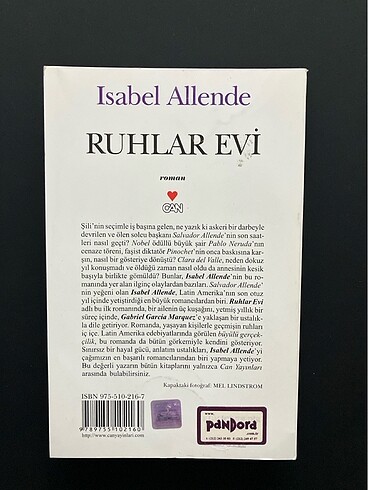 Isabel Allende
RUHLAR EVİ
roman
CAN
Şili'nin seçimle iş başına gelen, ne yazık ki askeri bir darbeyle
devrilen ve ölen solcu başkanı Salvador Allende'nin son saat-
leri nasıl geçti? Nobel ödüllü büyük şair Pablo Neruda'nın
cenaze töreni, faşist diktatör Pinochet'nin onca baskısına kar-
şın, nasıl bir gösteriye dönüştü? Clara del Valle, neden dokuz
yıl konuşmadı ve öldüğü zaman nasıl oldu da annesinin kesik
başıyla birlikte gömüldü? Bunlar, Isabel Allende'nin bu ro-
manında yer alan ilginç olaylardan bazıları. Salvador Allende-
'nin yeğeni olan Isabel Allende, Latin Amerika'nın son otuz
yıl içinde yetiştirdiği en büyük romancılardan biri. Ruhlar Evi
adlı bu ilk romanında, bir ailenin üç kuşağını, yetmiş yıllık bir
süreç içinde, Gabriel García Marquez'e yaklaşan bir ustalık-
la dile getiriyor. Romanda, yaşayan kişilerle geçmişin ruhları
iç içe. Latin Amerika edebiyatlarında görülen büyülü gerçek-
çilik, bu romanda da bütün görkemiyle kendini gösteriyor.
Sınırsız bir hayal gücü, anlatım ustalıkları, Isabel Allende'yi
çağımızın en başarılı romancılarından biri yapmaya yetiyor.
Bu değerli yazarın bütün kitaplarını yalnızca Can Yayınları
arasında bulabilirsiniz.
Kapaktaki fotoğraf: MEL LINDSTROM
ISBN 975-510-216-7
9789755102160
http://www.canyayinlari.com
www.
pandora
.com.tr